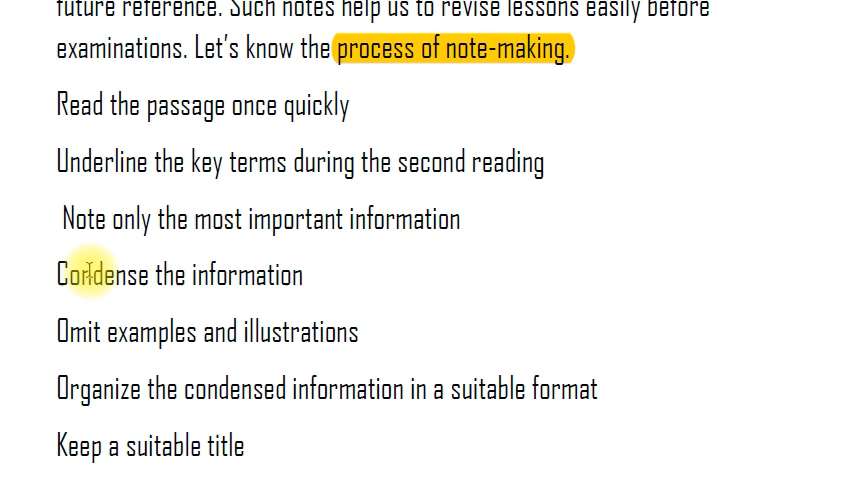 future reference. Such notes help us to revise lessons easily before
examinations. Let's know the process of note-making.
Read the passage once quickly
Underline the key terms during the second reading
Note only the most important information
Condense the information
Omit examples and illustrations
Organize the condensed information in a suitable format
Keep a suitable title